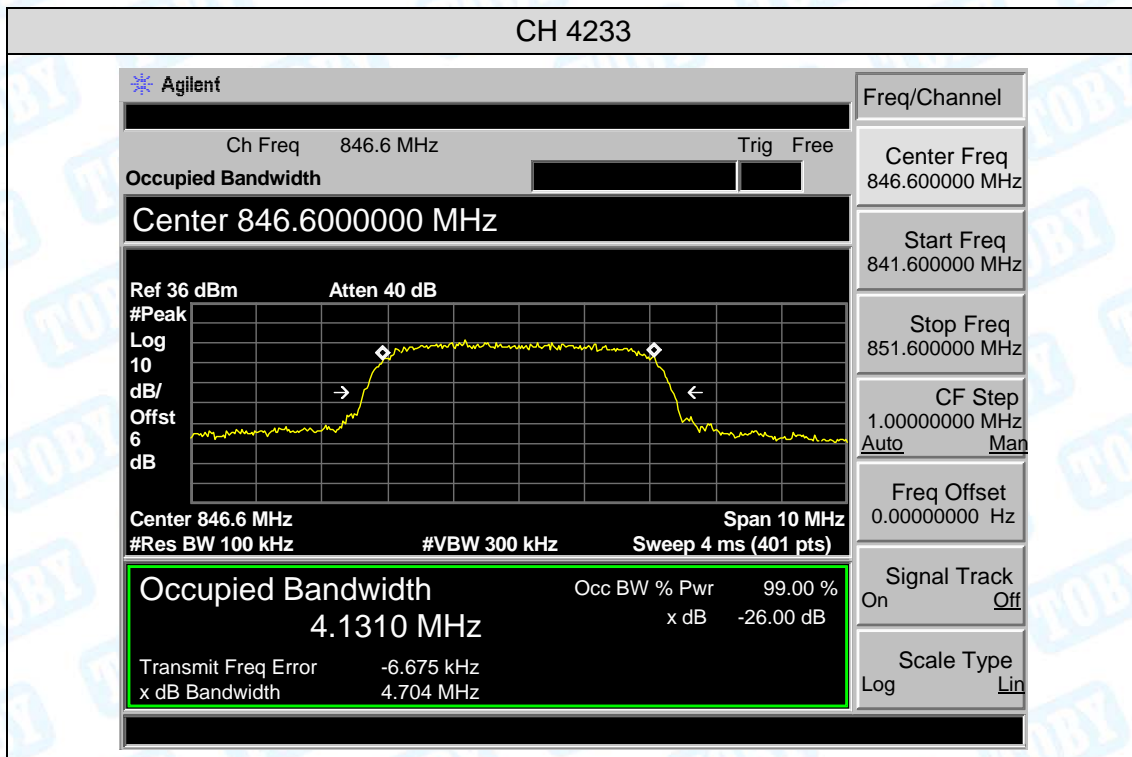 CH 4233
Agilent
Freq/Channel
Ch Freq 846.6 MHz Trig Free
Occupied Bandwidth
Center 846.6000000 MHz
Ref 36 dBm Atten 40 dB
#Peak
Log
10
dB/
Offst
6
dB
Center 846.6 MHz Span 10 MHz
#Res BW 100 kHz #VBW 300 kHz Sweep 4 ms (401 pts)
Occupied Bandwidth Occ BW % Pwr 99.00 %
4.1310 MHz x dB -26.00 dB
Transmit Freq Error -6.675 kHz
x dB Bandwidth 4.704 MHz
Center Freq
846.600000 MHz
Start Freq
841.600000 MHz
Stop Freq
851.600000 MHz
CF Step
1.00000000 MHz
Auto Man
Freq Offset
0.00000000 Hz
Signal Track
On Off
Scale Type
Log Lin
TOBY